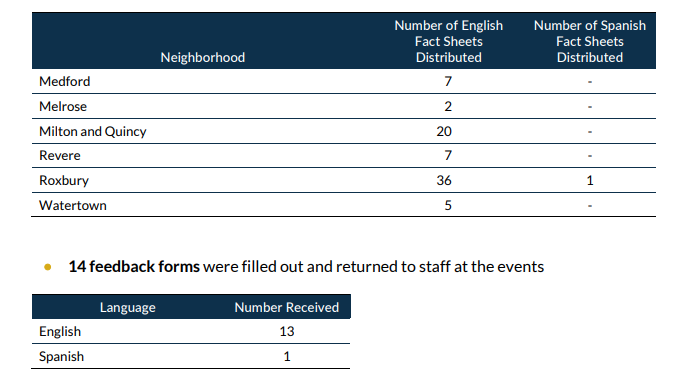 Neighborhood Number of English Fact Sheets Distributed Number of Spanish Fact Sheets Distributed
Medford 7 -
Melrose 2 -
Milton and Quincy 20 -
Revere 7 -
Roxbury 36 1
Watertown 5 -
• 14 feedback forms were filled out and returned to staff at the events
Language Number Received
English 13
Spanish 1